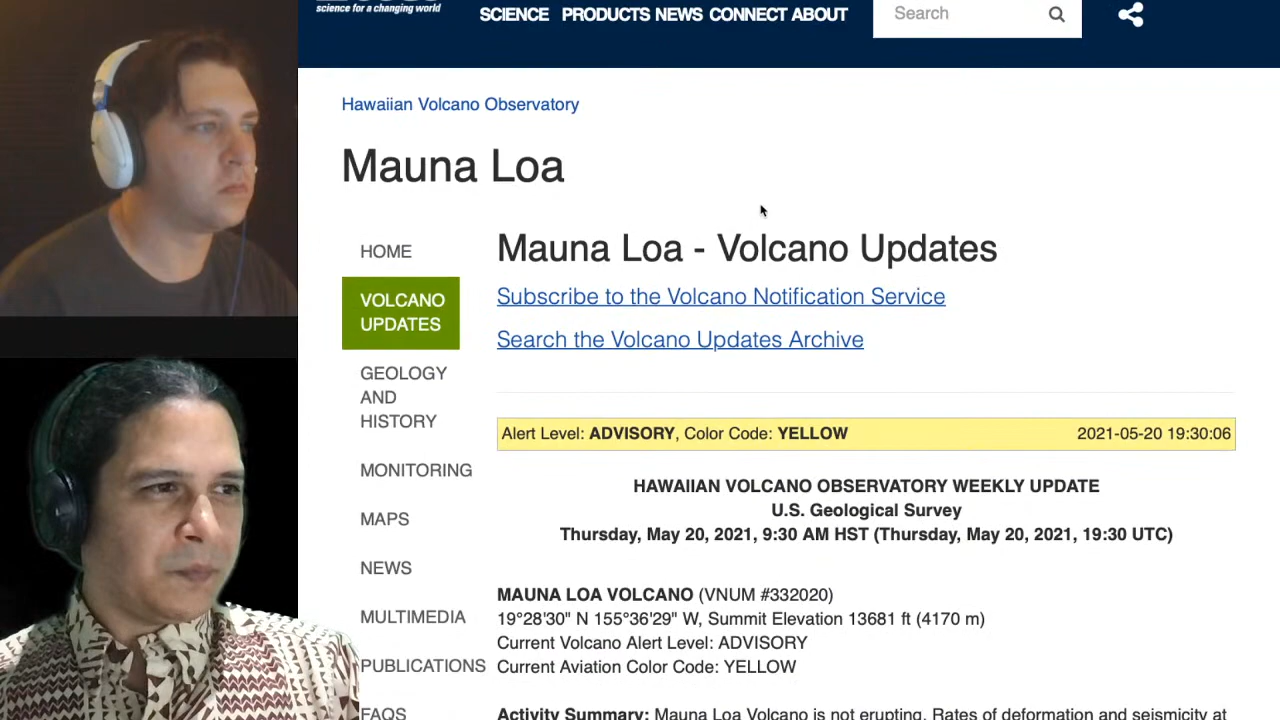 science for a changing world
SCIENCE PRODUCTS NEWS CONNECT ABOUT
Search
Hawaiian Volcano Observatory
Mauna Loa
HOME
VOLCANO
UPDATES
GEOLOGY
AND
HISTORY
MONITORING
MAPS
NEWS
MULTIMEDIA
PUBLICATIONS
FAQS
Mauna Loa - Volcano Updates
Subscribe to the Volcano Notification Service
Search the Volcano Updates Archive
Alert Level: ADVISORY, Color Code: YELLOW 2021-05-20 19:30:06
HAWAIIAN VOLCANO OBSERVATORY WEEKLY UPDATE
U.S. Geological Survey
Thursday, May 20, 2021, 9:30 AM HST (Thursday, May 20, 2021, 19:30 UTC)
MAUNA LOA VOLCANO (VNUM #332020)
19°28'30" N 155°36'29" W, Summit Elevation 13681 ft (4170 m)
Current Volcano Alert Level: ADVISORY
Current Aviation Color Code: YELLOW
Activity Summary: Mauna Loa Volcano is not erupting. Rates of deformation and seismicity at